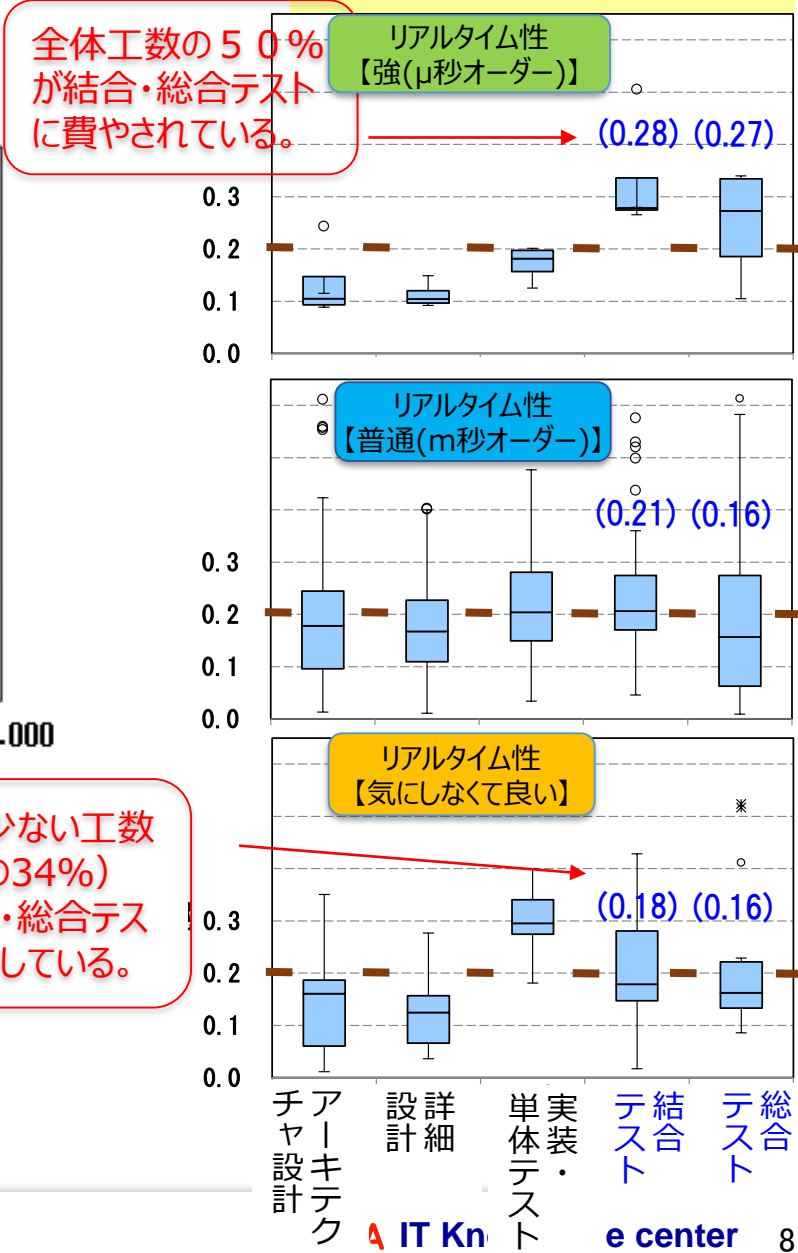 全体工数の５０%
が結合・総合テスト
に費やされている。
リアルタイム性
【強(μ秒オーダー)】
(0.28) (0.27)
0.3
0.2
0.1
0.0
リアルタイム性
【普通(m秒オーダー)】
(0.21) (0.16)
0.3
0.2
0.1
0.0
.000
リアルタイム性
【気にしなくて良い】
少ない工数
の34%）
・総合テス
している。
(0.18) (0.16)
0.3
0.2
0.1
0.0
アーキテク
チャ設計
詳細
設計
実装・
単体テスト
結合
テスト
総合
テスト
A IT Kn
e center
8